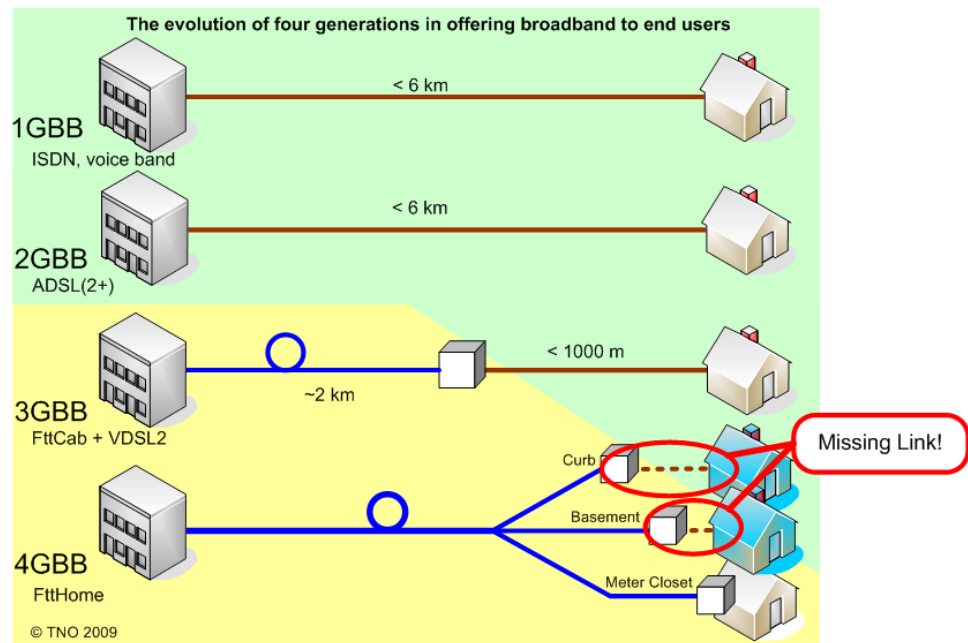 The evolution of four generations in offering broadband to end users
< 6 km
1GBB
ISDN, voice band
< 6 km
2GBB
ADSL(2+)
< 1000 m
~2 km
3GBB
FttCab + VDSL2
Missing Link!
Curb
Basement
4GBB
FttHome
Meter Closet
© TNO 2009